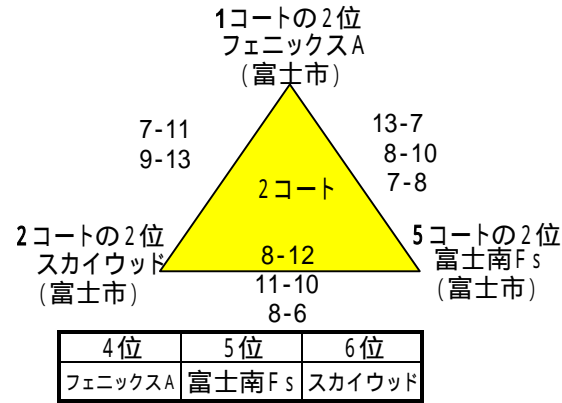 1コートの2位
フェニックスA
(富士市)
7-11
9-13
13-7
8-10
7-8
2コート
2コートの2位
スカイウッド
(富士市)
5コートの2位
富士南Fs
(富士市)
8-12
11-10
8-6
4位 5位 6位
フェニックスA 富士南Fs スカイウッド